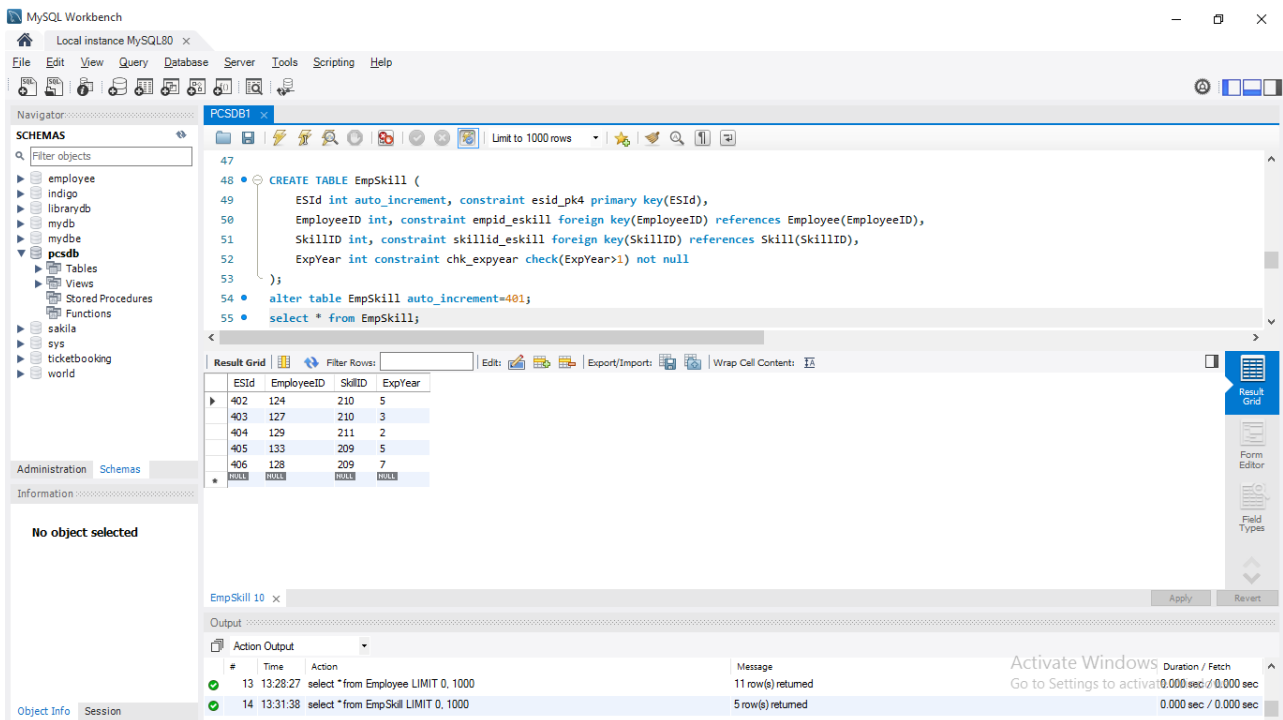 MySQL Workbench
Local instance MySQL80
File Edit View Query Database Server Tools Scripting Help
Navigator
SCHEMAS
Filter objects
employee
indigo
librarydb
mydb
mydbe
pcsdb
Tables
Views
Stored Procedures
Functions
sakila
sys
ticketbooking
world
Administration Schemas
Information
No object selected
Object Info Session
PCSDB1
Limit to 1000 rows
47
48 CREATE TABLE EmpSkill (
49 ESId int auto_increment, constraint esid_pk4 primary key(ESId),
50 EmployeeID int, constraint empid_eskill foreign key(EmployeeID) references Employee(EmployeeID),
51 SkillID int, constraint skillid_eskill foreign key(SkillID) references Skill(SkillID),
52 ExpYear int constraint chk_expyear check(ExpYear>1) not null
53 );
54 alter table EmpSkill auto_increment=401;
55 select * from EmpSkill;
Result Grid Filter Rows: Edit: Export/Import: Wrap Cell Content:
ESId EmployeeID SkillID ExpYear
402 124 210 5
403 127 210 3
404 129 211 2
405 133 209 5
406 128 209 7
NULL NULL NULL NULL
Result
Grid
Form
Editor
Field
Types
EmpSkill 10
Apply Revert
Output
Action Output
# Time Action Message Duration / Fetch
13 13:28:27 select * from Employee LIMIT 0, 1000 11 row(s) returned 0.000 sec / 0.000 sec
14 13:31:38 select * from EmpSkill LIMIT 0, 1000 5 row(s) returned 0.000 sec / 0.000 sec
Activate Windows
Go to Settings to activate